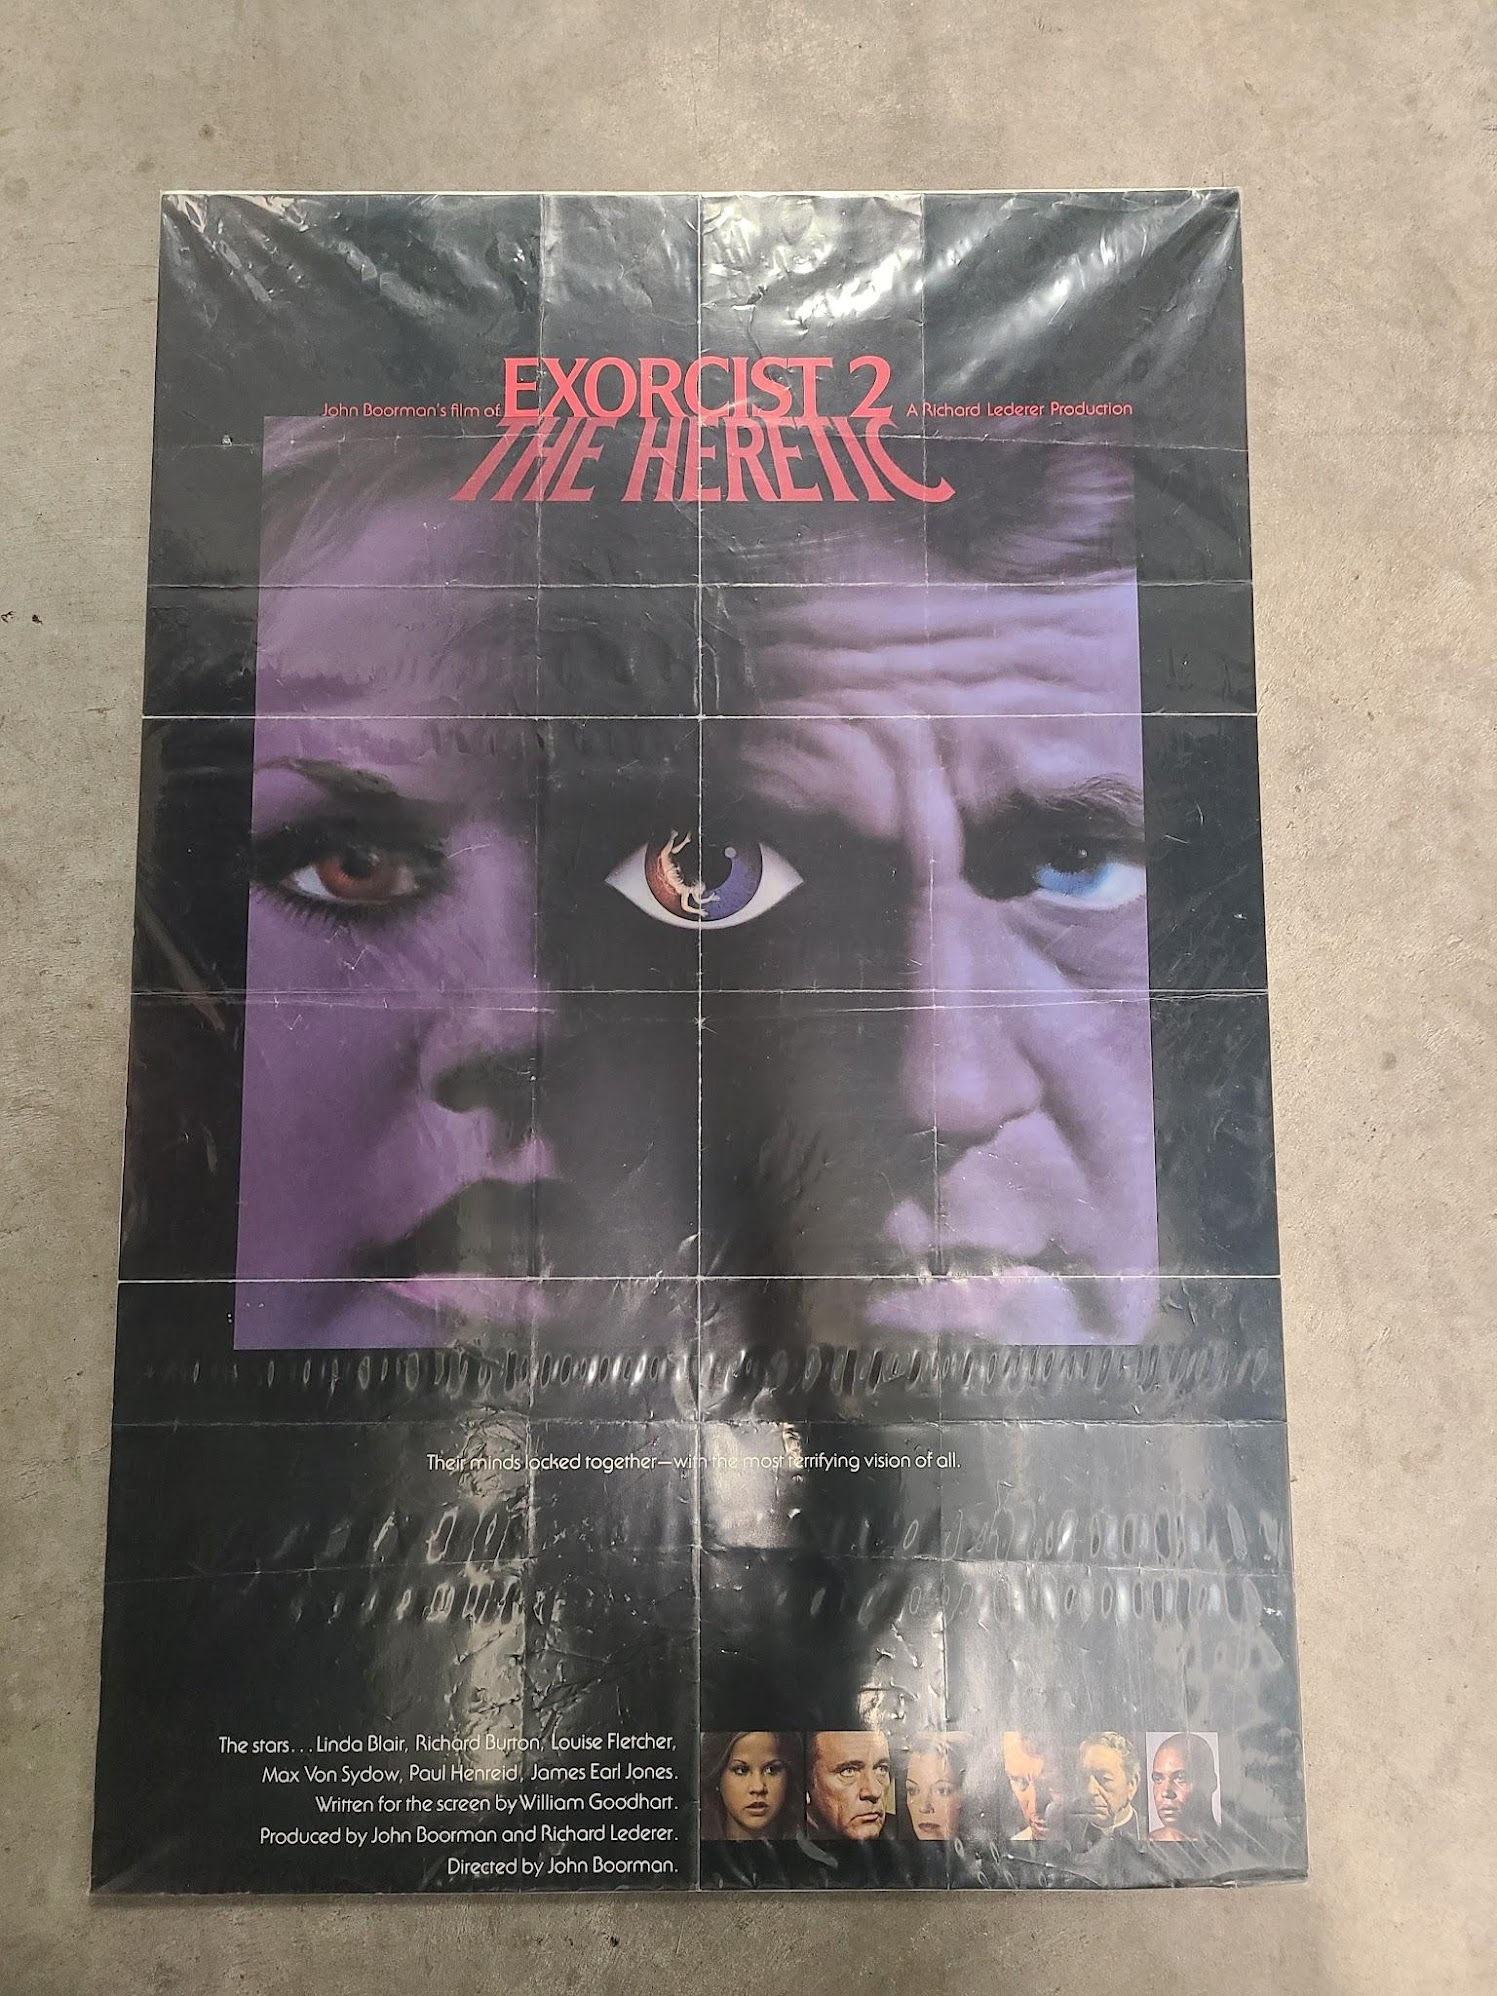 John Boorman's film of EXORCIST 2 A Richard Lederer Production
THE HERETIC
Their minds locked together—with the most terrifying vision of all.
The stars...Linda Blair, Richard Burton, Louise Fletcher,
Max Von Sydow, Paul Henreid, James Earl Jones.
Written for the screen by William Goodhart.
Produced by John Boorman and Richard Lederer.
Directed by John Boorman.